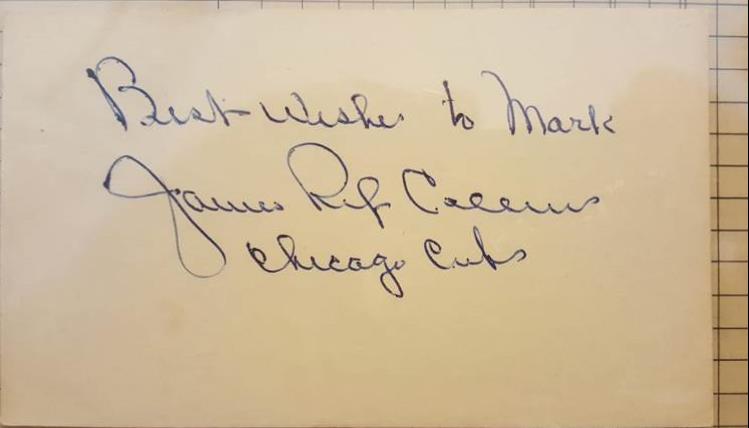 Best Wishes to Mark
James Rip Collins
Chicago Cubs